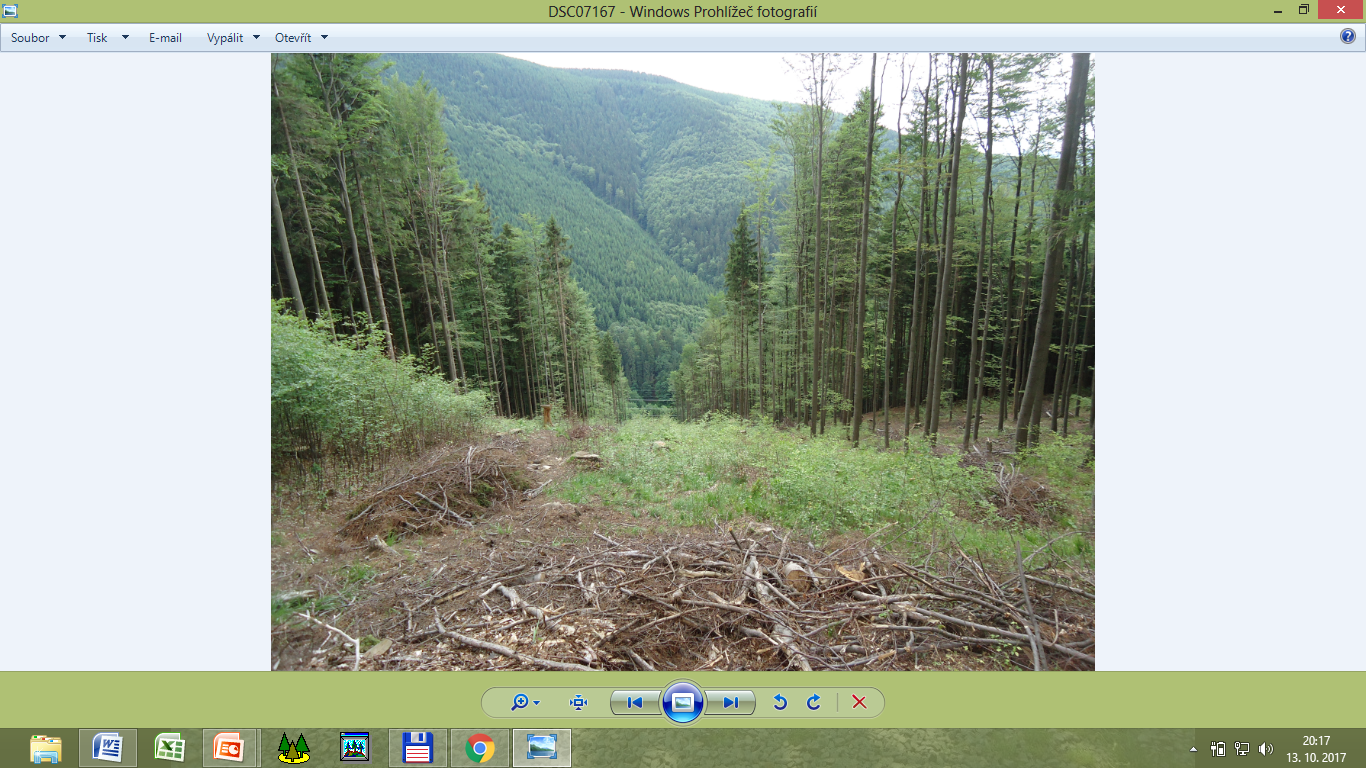 DSC07167 - Windows Prohlížeč fotografií
Soubor Tisk E-mail Vypálit Otevřít
20:17
13. 10. 2017